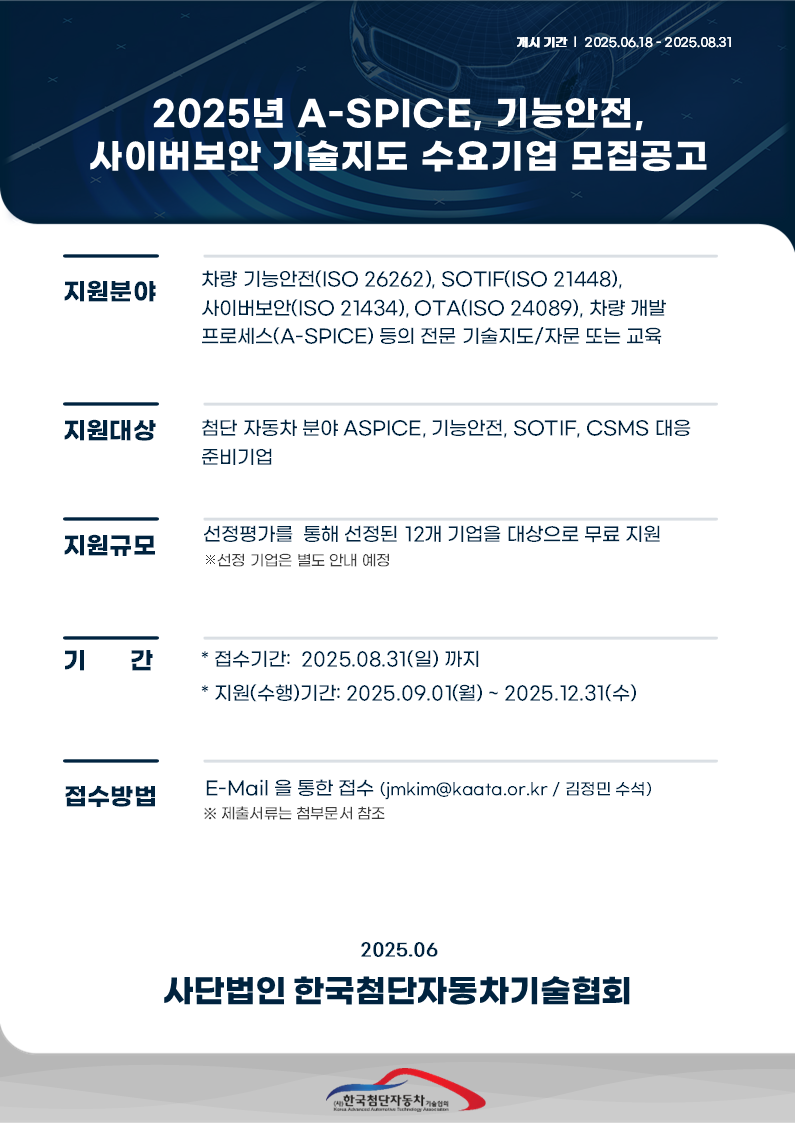 게시 기간 | 2025.06.18 - 2025.08.31
2025년 A-SPICE, 기능안전,
사이버보안 기술지도 수요기업 모집공고
지원분야
차량 기능안전(ISO 26262), SOTIF(ISO 21448),
사이버보안(ISO 21434), OTA(ISO 24089), 차량 개발
프로세스(A-SPICE) 등의 전문 기술지도/자문 또는 교육
지원대상
첨단 자동차 분야 ASPICE, 기능안전, SOTIF, CSMS 대응
준비기업
지원규모
선정평가를 통해 선정된 12개 기업을 대상으로 무료 지원
※선정 기업은 별도 안내 예정
기 간
* 접수기간: 2025.08.31(일) 까지
* 지원(수행)기간: 2025.09.01(월) ~ 2025.12.31(수)
접수방법
E-Mail 을 통한 접수 (jmkim@kaata.or.kr / 김정민 수석)
※ 제출서류는 첨부문서 참조
2025.06
사단법인 한국첨단자동차기술협회
(사)한국첨단자동차기술협회
Korea Advanced Automotive Technology Association